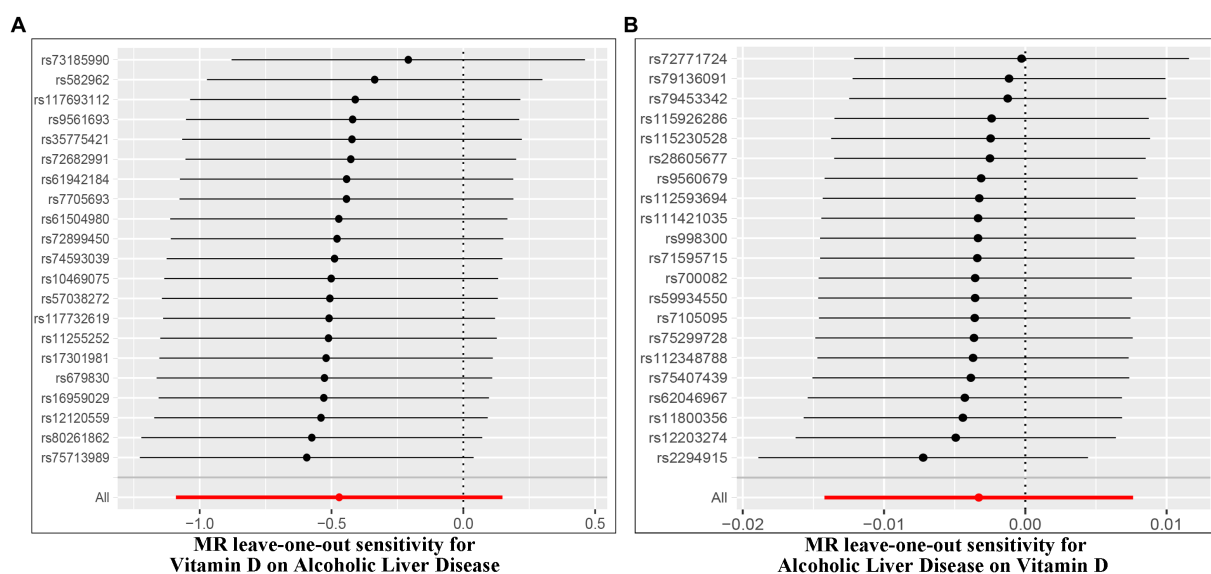 A
rs73185990
rs582962
rs117693112
rs9561693
rs35775421
rs72682991
rs61942184
rs7705693
rs61504980
rs72899450
rs74593039
rs10469075
rs57038272
rs117732619
rs11255252
rs17301981
rs679830
rs16959029
rs12120559
rs80261862
rs75713989
All
−1.0 −0.5 0.0 0.5
MR leave-one-out sensitivity for
Vitamin D on Alcoholic Liver Disease
B
rs72771724
rs79136091
rs79453342
rs115926286
rs115230528
rs28605677
rs9560679
rs112593694
rs111421035
rs998300
rs71595715
rs700082
rs59934550
rs7105095
rs75299728
rs112348788
rs75407439
rs62046967
rs11800356
rs12203274
rs2294915
All
−0.02 −0.01 0.00 0.01
MR leave-one-out sensitivity for
Alcoholic Liver Disease on Vitamin D